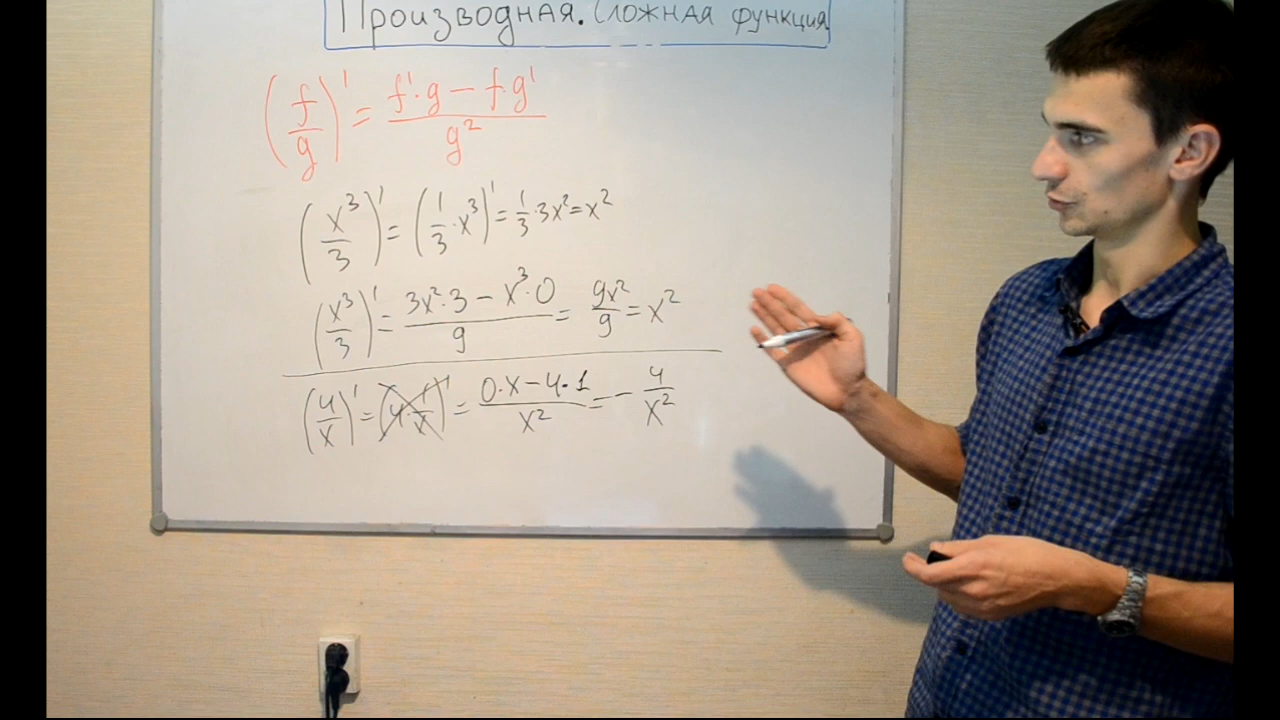 Производная. Сложная функция
(f/g)' = (f'·g − f·g')/g²
(x³/3)' = (1/3·x³)' = 1/3·3x² = x²
(x³/3)' = (3x²·3 − x³·0)/9 = 9x²/9 = x²
(4/x)' = (4·1/x)' = (0·x − 4·1)/x² = − 4/x²